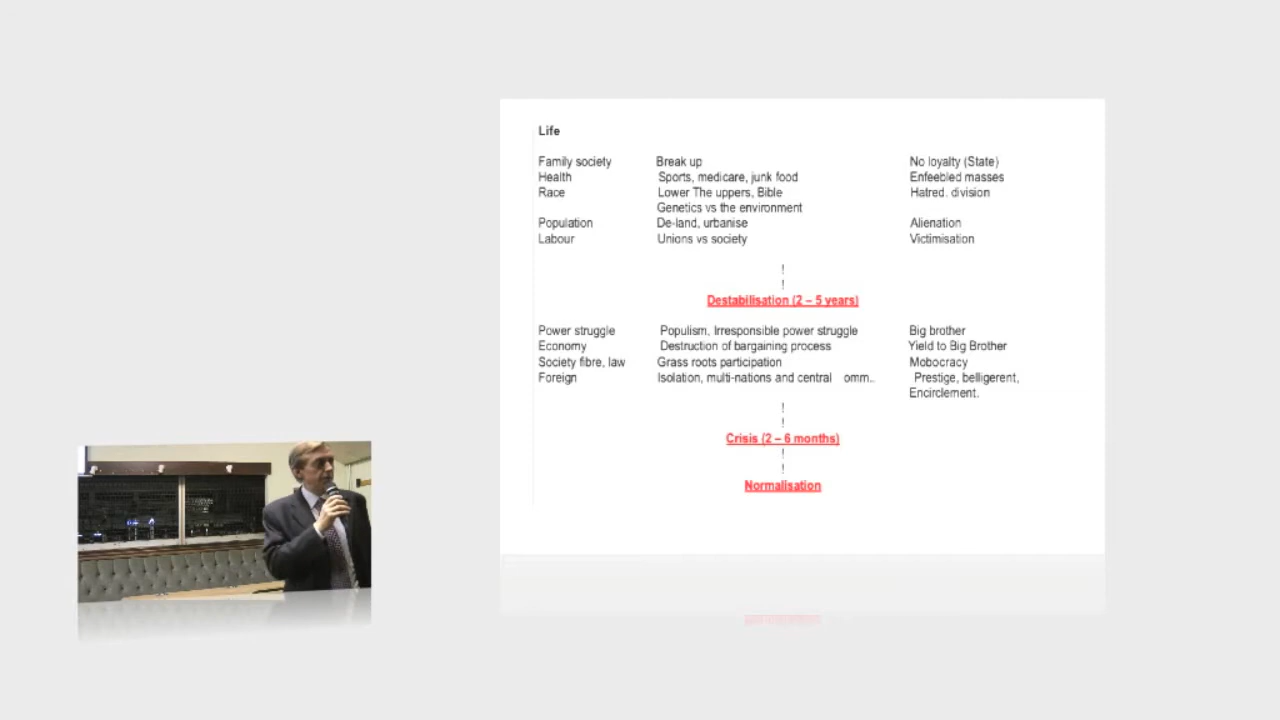 Life
Family society Break up No loyalty (State)
Health Sports, medicare, junk food Enfeebled masses
Race Lower The uppers, Bible Hatred. division
Genetics vs the environment
Population De-land, urbanise Alienation
Labour Unions vs society Victimisation
!
!
Destabilisation (2 – 5 years)
Power struggle Populism, Irresponsible power struggle Big brother
Economy Destruction of bargaining process Yield to Big Brother
Society fibre, law Grass roots participation Mobocracy
Foreign Isolation, multi-nations and central omm.. Prestige, belligerent,
Encirclement.
!
!
Crisis (2 – 6 months)
!
!
Normalisation